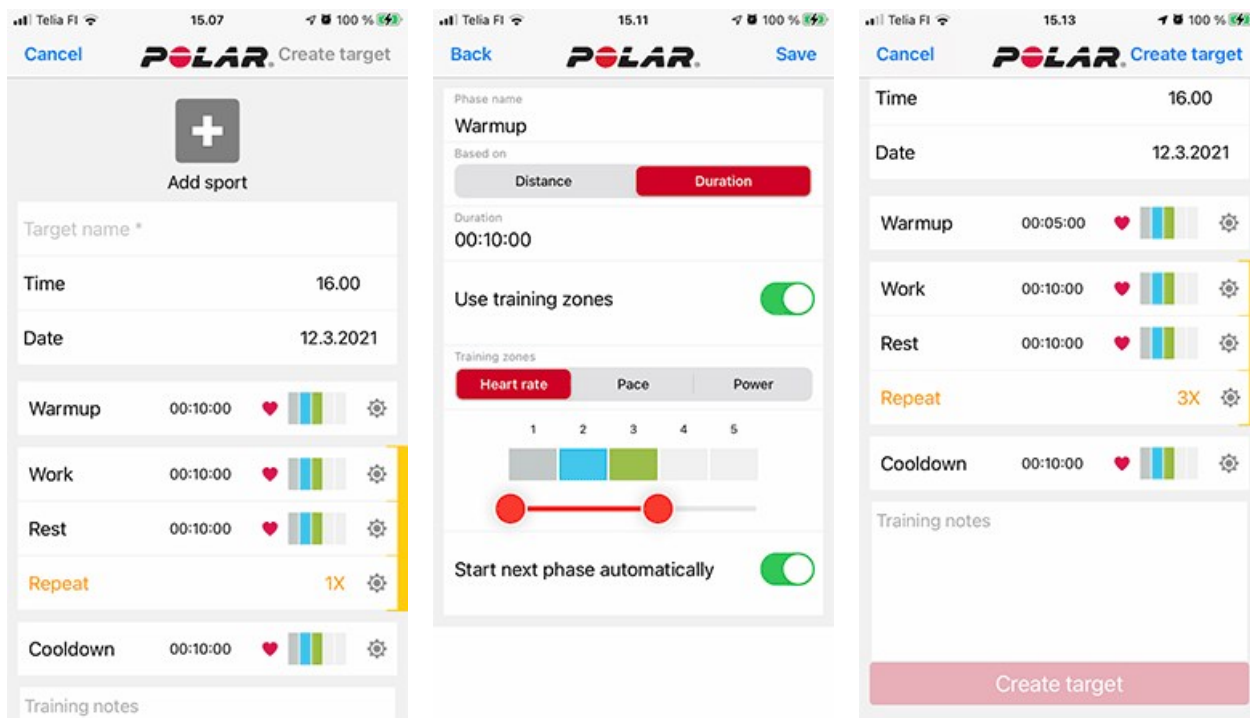 Telia FI 15.07 100 %
Cancel POLAR. Create target
Add sport
Target name *
Time 16.00
Date 12.3.2021
Warmup 00:10:00
Work 00:10:00
Rest 00:10:00
Repeat 1X
Cooldown 00:10:00
Training notes
Telia FI 15.11 100 %
Back POLAR. Save
Phase name
Warmup
Based on
Distance Duration
Duration
00:10:00
Use training zones
Training zones
Heart rate Pace Power
1 2 3 4 5
Start next phase automatically
Telia FI 15.13 100 %
Cancel POLAR. Create target
Time 16.00
Date 12.3.2021
Warmup 00:05:00
Work 00:10:00
Rest 00:10:00
Repeat 3X
Cooldown 00:10:00
Training notes
Create target